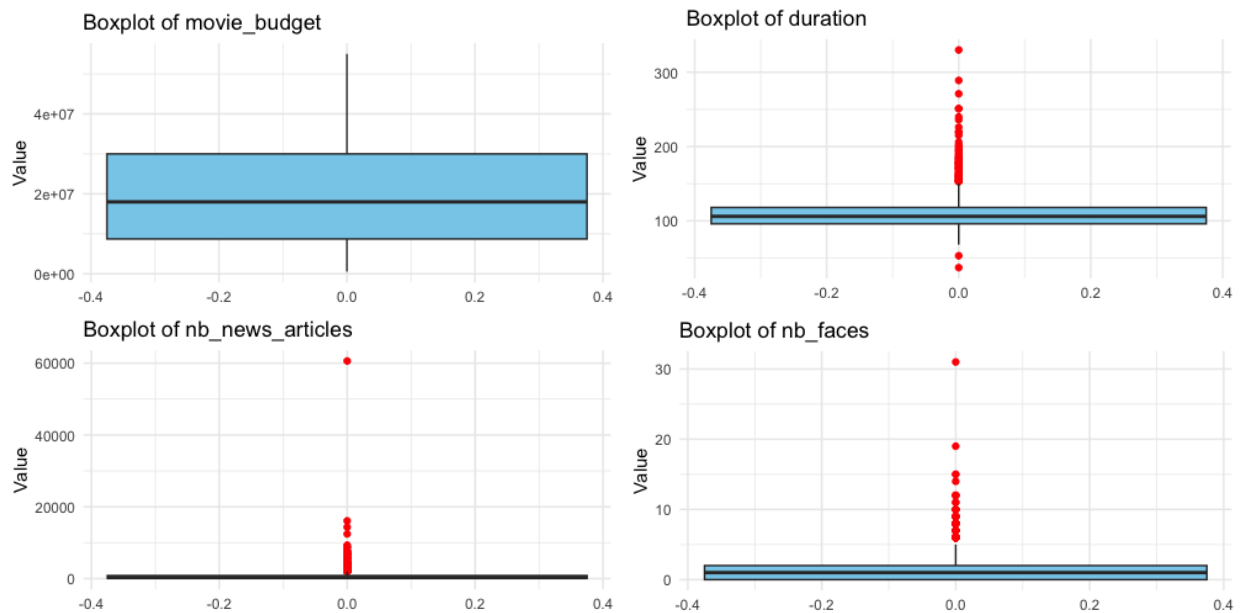 Boxplot of movie_budget
Value
4e+07
2e+07
0e+00
-0.4 -0.2 0.0 0.2 0.4
Boxplot of duration
Value
300
200
100
-0.4 -0.2 0.0 0.2 0.4
Boxplot of nb_news_articles
Value
60000
40000
20000
0
-0.4 -0.2 0.0 0.2 0.4
Boxplot of nb_faces
Value
30
20
10
0
-0.4 -0.2 0.0 0.2 0.4